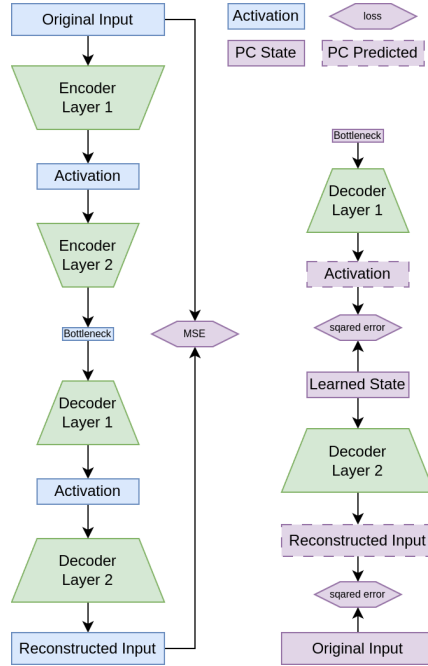 Original Input
Encoder
Layer 1
Activation
Encoder
Layer 2
Bottleneck
Decoder
Layer 1
Activation
Decoder
Layer 2
Reconstructed Input
MSE
Activation
loss
PC State
PC Predicted
Bottleneck
Decoder
Layer 1
Activation
sqared error
Learned State
Decoder
Layer 2
Reconstructed Input
sqared error
Original Input